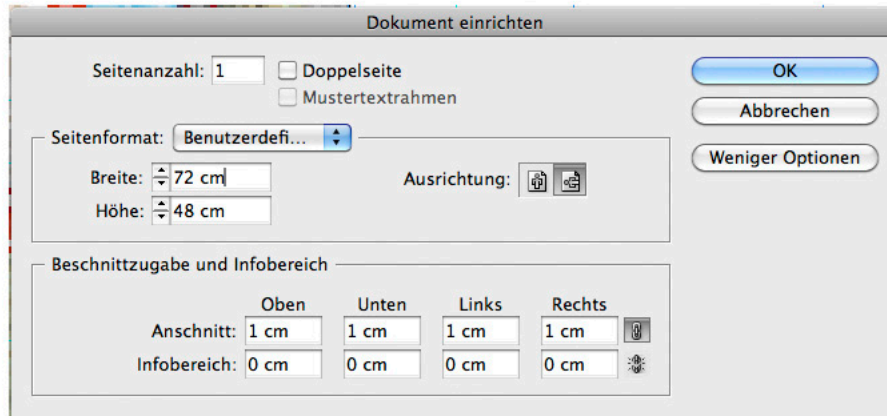 Dokument einrichten
Seitenanzahl: 1 Doppelseite OK
Mustertextrahmen Abbrechen
Seitenformat: Benutzerdefi... Weniger Optionen
Breite: 72 cm Ausrichtung:
Höhe: 48 cm
Beschnittzugabe und Infobereich
Oben Unten Links Rechts
Anschnitt: 1 cm 1 cm 1 cm 1 cm
Infobereich: 0 cm 0 cm 0 cm 0 cm